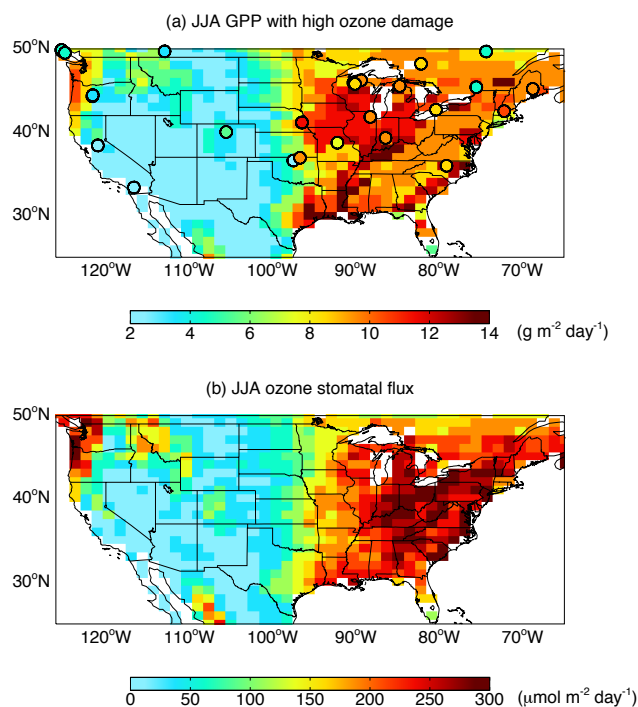 (a) JJA GPP with high ozone damage
50°N
40°N
30°N
120°W 110°W 100°W 90°W 80°W 70°W
2 4 6 8 10 12 14 (g m⁻² day⁻¹)
(b) JJA ozone stomatal flux
50°N
40°N
30°N
120°W 110°W 100°W 90°W 80°W 70°W
0 50 100 150 200 250 300 (μmol m⁻² day⁻¹)